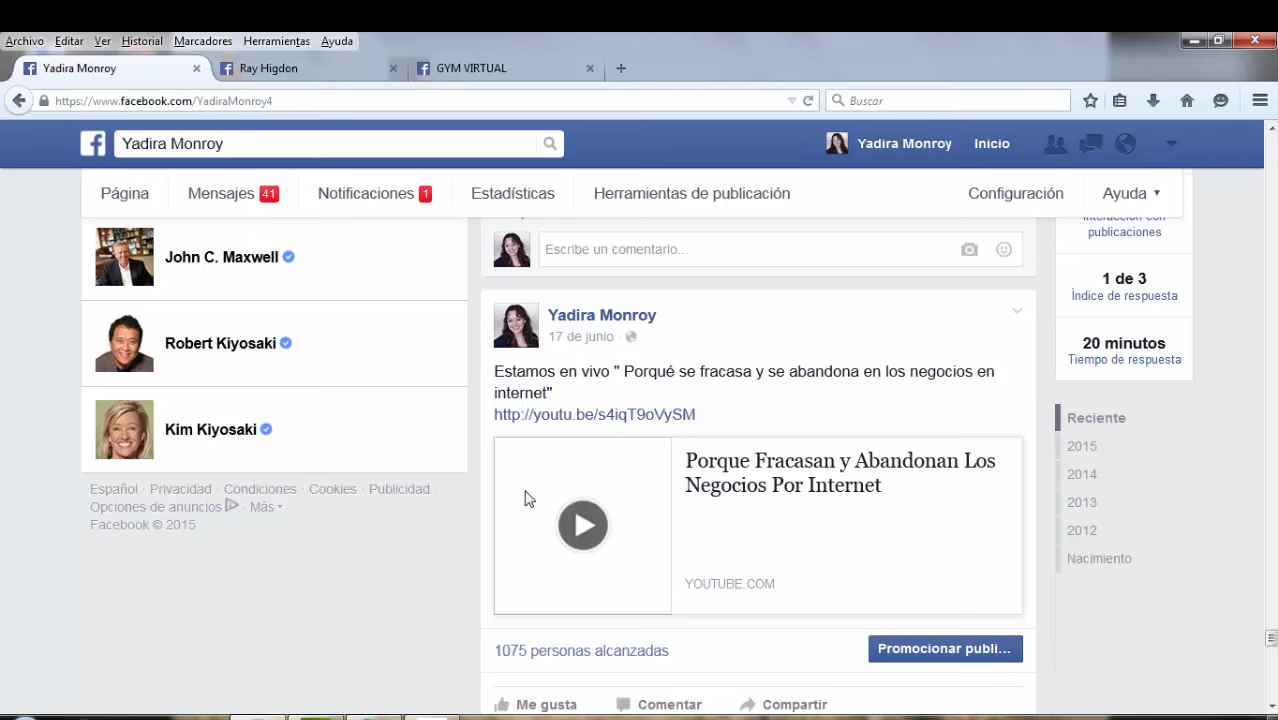 Archivo Editar Ver Historial Marcadores Herramientas Ayuda
Yadira Monroy
Ray Higdon
GYM VIRTUAL
https://www.facebook.com/YadiraMonroy4
Buscar
Yadira Monroy
Yadira Monroy Inicio
Página Mensajes 41 Notificaciones 1 Estadísticas Herramientas de publicación Configuración Ayuda
John C. Maxwell
Robert Kiyosaki
Kim Kiyosaki
Español · Privacidad · Condiciones · Cookies · Publicidad ·
Opciones de anuncios · Más
Facebook © 2015
Escribe un comentario...
Yadira Monroy
17 de junio ·
Estamos en vivo " Porqué se fracasa y se abandona en los negocios en
internet"
http://youtu.be/s4iqT9oVySM
Porque Fracasan y Abandonan Los
Negocios Por Internet
YOUTUBE.COM
1075 personas alcanzadas
Promocionar publi...
Me gusta Comentar Compartir
interacción con
publicaciones
1 de 3
Índice de respuesta
20 minutos
Tiempo de respuesta
Reciente
2015
2014
2013
2012
Nacimiento